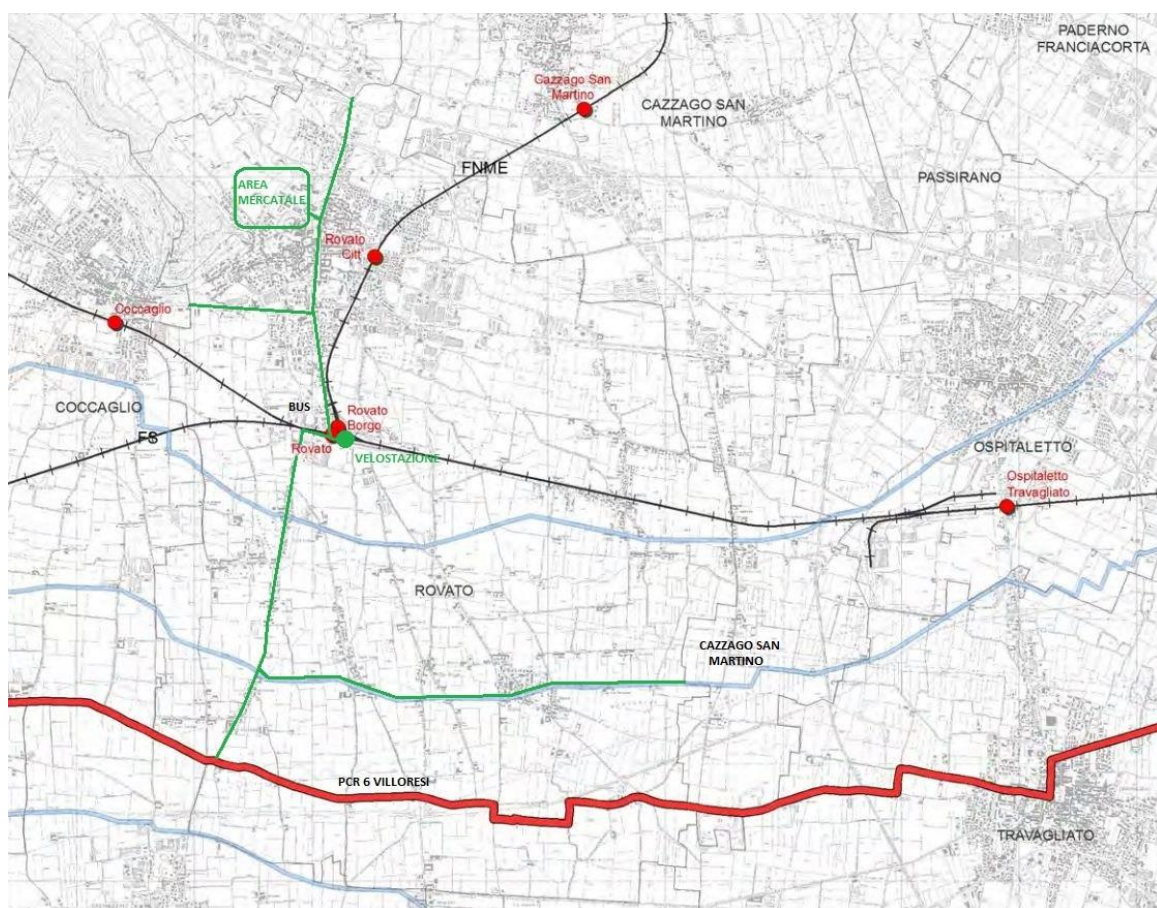 PADERNO
FRANCIACORTA
Cazzago San
Martino
CAZZAGO SAN
MARTINO
FNME
PASSIRANO
AREA
MERCATALE
Rovato
Citt'
Coccaglio
COCCAGLIO
BUS
Rovato
Borgo
FS
Rovato
VELOSTAZIONE
OSPITALETTO
Ospitaletto
Travagliato
ROVATO
CAZZAGO SAN
MARTINO
PCR 6 VILLORESI
TRAVAGLIATO